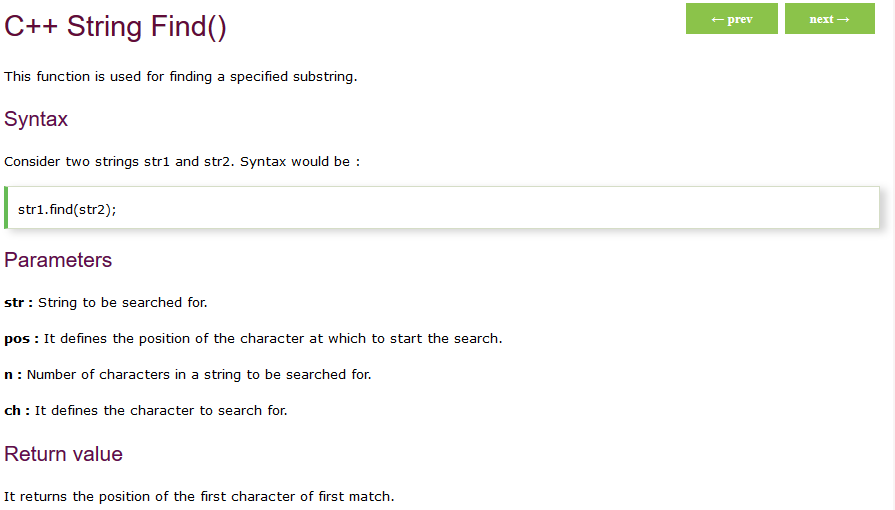 C++ String Find()
← prev
next →
This function is used for finding a specified substring.
Syntax
Consider two strings str1 and str2. Syntax would be :
str1.find(str2);
Parameters
str : String to be searched for.
pos : It defines the position of the character at which to start the search.
n : Number of characters in a string to be searched for.
ch : It defines the character to search for.
Return value
It returns the position of the first character of first match.